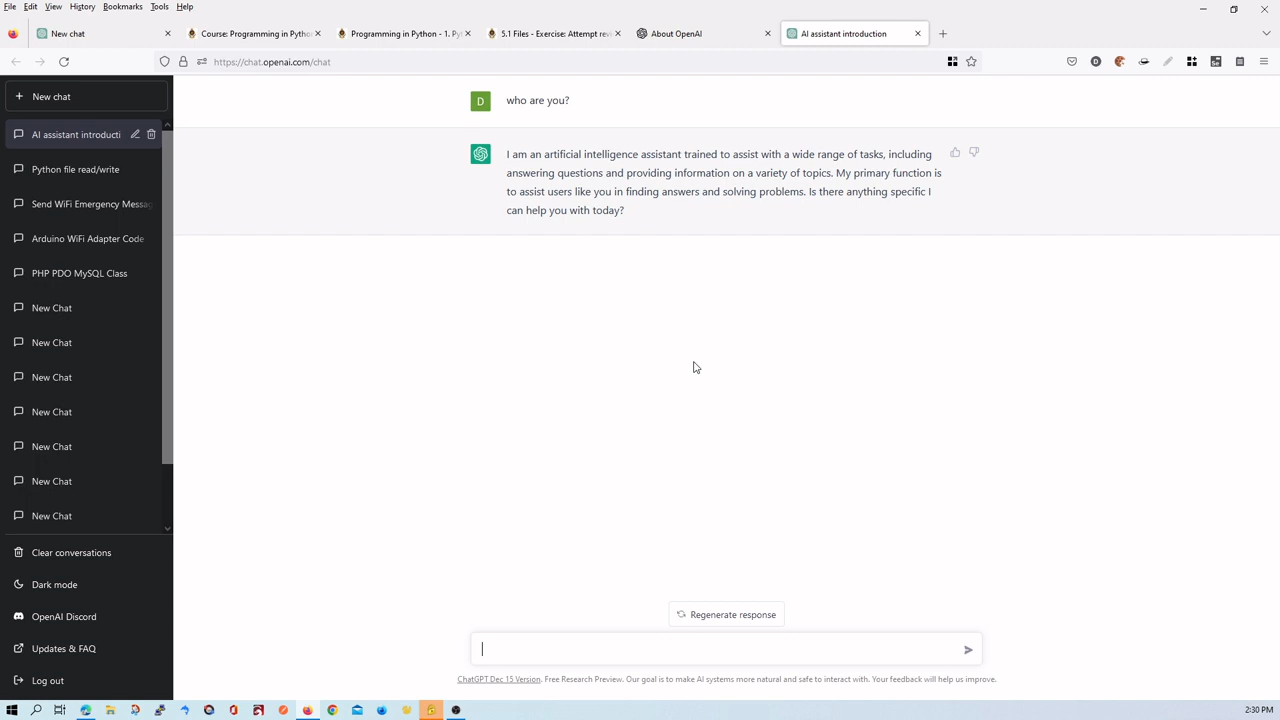 File Edit View History Bookmarks Tools Help
New chat
Course: Programming in Pytho
Programming in Python - 1. Py
5.1 Files - Exercise: Attempt rev
About OpenAI
AI assistant introduction
https://chat.openai.com/chat
New chat
AI assistant introducti
Python file read/write
Send WiFi Emergency Messag
Arduino WiFi Adapter Code
PHP PDO MySQL Class
New Chat
New Chat
New Chat
New Chat
New Chat
New Chat
New Chat
Clear conversations
Dark mode
OpenAI Discord
Updates & FAQ
Log out
D
who are you?
I am an artificial intelligence assistant trained to assist with a wide range of tasks, including
answering questions and providing information on a variety of topics. My primary function is
to assist users like you in finding answers and solving problems. Is there anything specific I
can help you with today?
Regenerate response
ChatGPT Dec 15 Version. Free Research Preview. Our goal is to make AI systems more natural and safe to interact with. Your feedback will help us improve.
2:30 PM